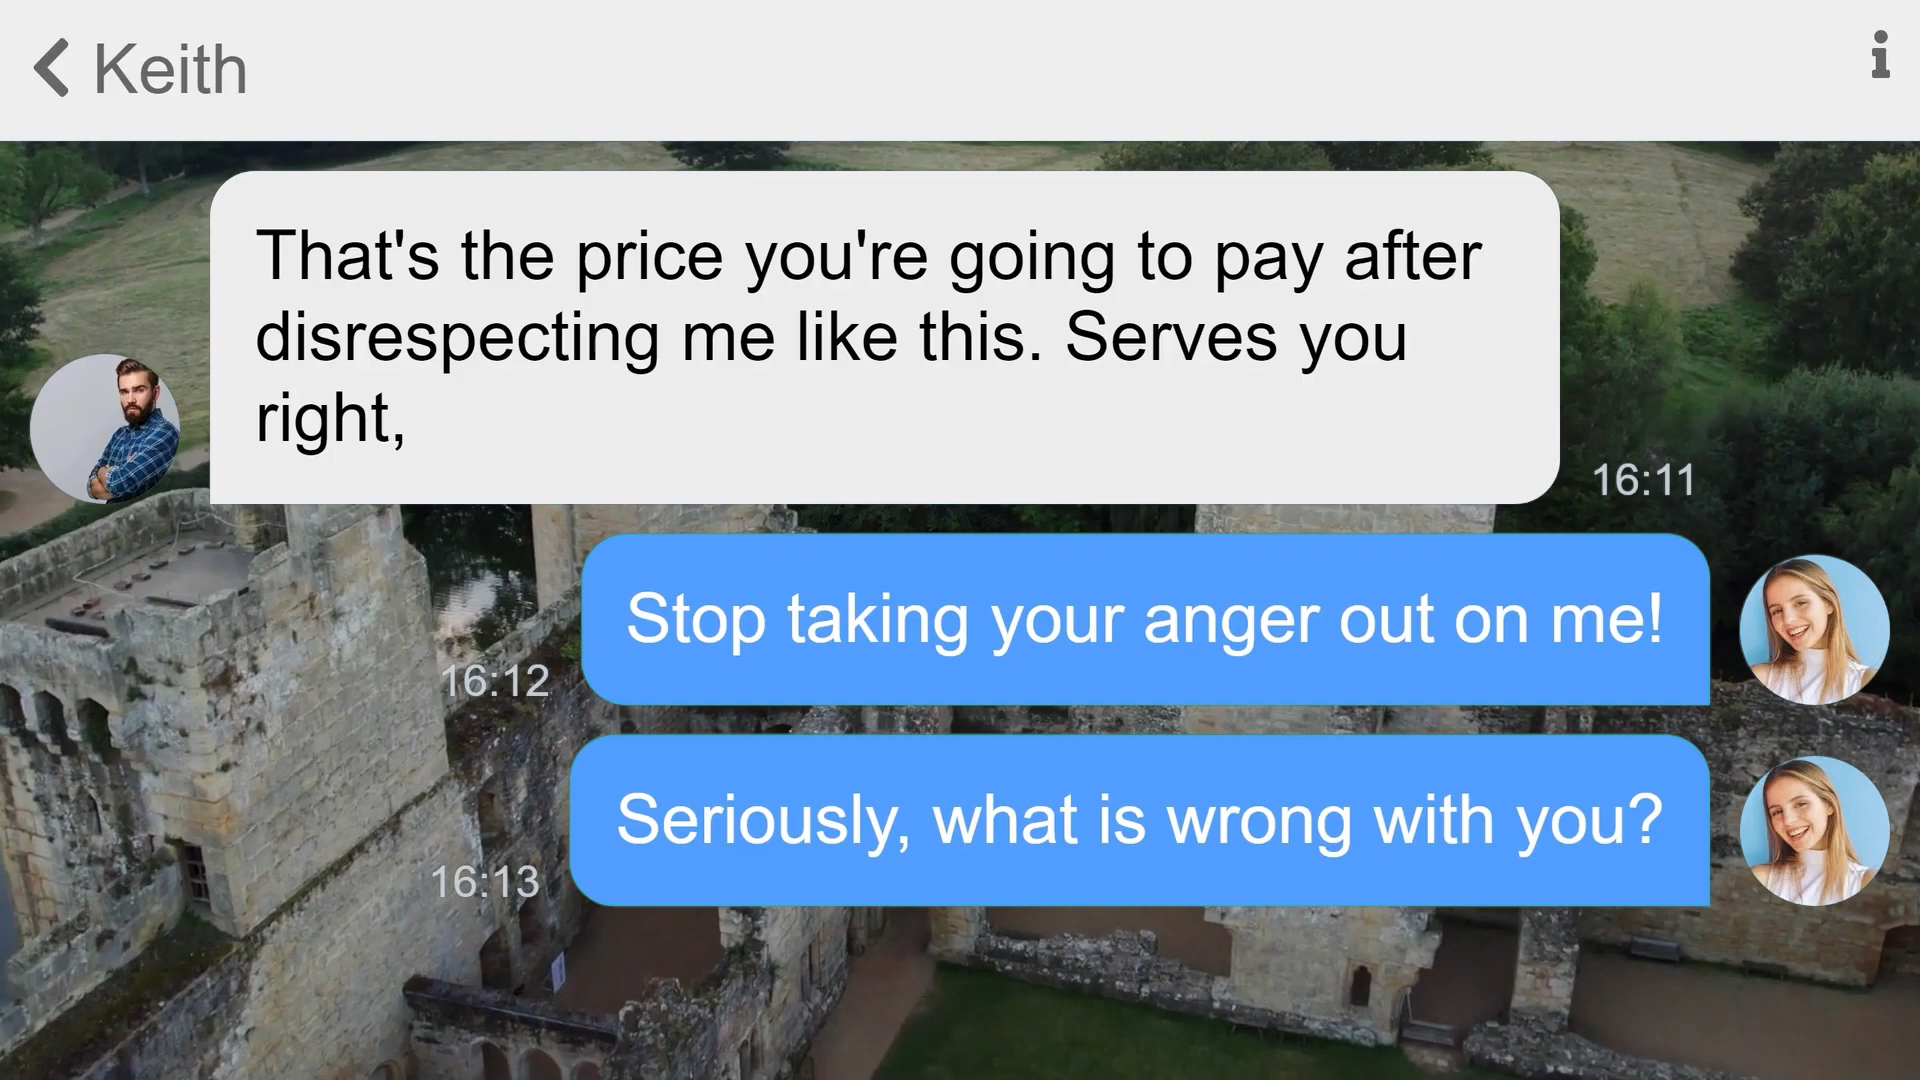 Keith
That's the price you're going to pay after
disrespecting me like this. Serves you
right,
16:11
Stop taking your anger out on me!
16:12
Seriously, what is wrong with you?
16:13